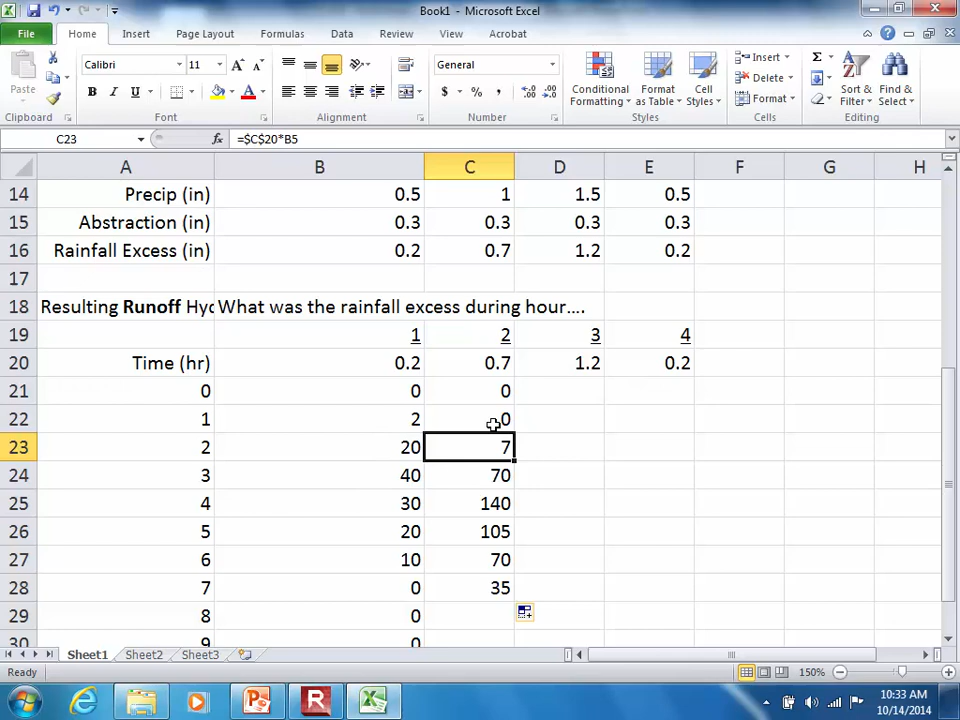 Book1 - Microsoft Excel
File Home Insert Page Layout Formulas Data Review View Acrobat
Paste Calibri 11 A A General Conditional Formatting Format as Table Cell Styles Insert Delete Format Σ Sort & Filter Find & Select
B I U A $ % ,
Clipboard Font Alignment Number Styles Cells Editing
C23 fx =$C$20*B5
A B C D E F G H
14 Precip (in) 0.5 1 1.5 0.5
15 Abstraction (in) 0.3 0.3 0.3 0.3
16 Rainfall Excess (in) 0.2 0.7 1.2 0.2
17
18 Resulting Runoff Hyd What was the rainfall excess during hour....
19 1 2 3 4
20 Time (hr) 0.2 0.7 1.2 0.2
21 0 0 0
22 1 2 0
23 2 20 7
24 3 40 70
25 4 30 140
26 5 20 105
27 6 10 70
28 7 0 35
29 8 0
30 9 0
Sheet1 Sheet2 Sheet3
Ready 150%
10:33 AM
10/14/2014